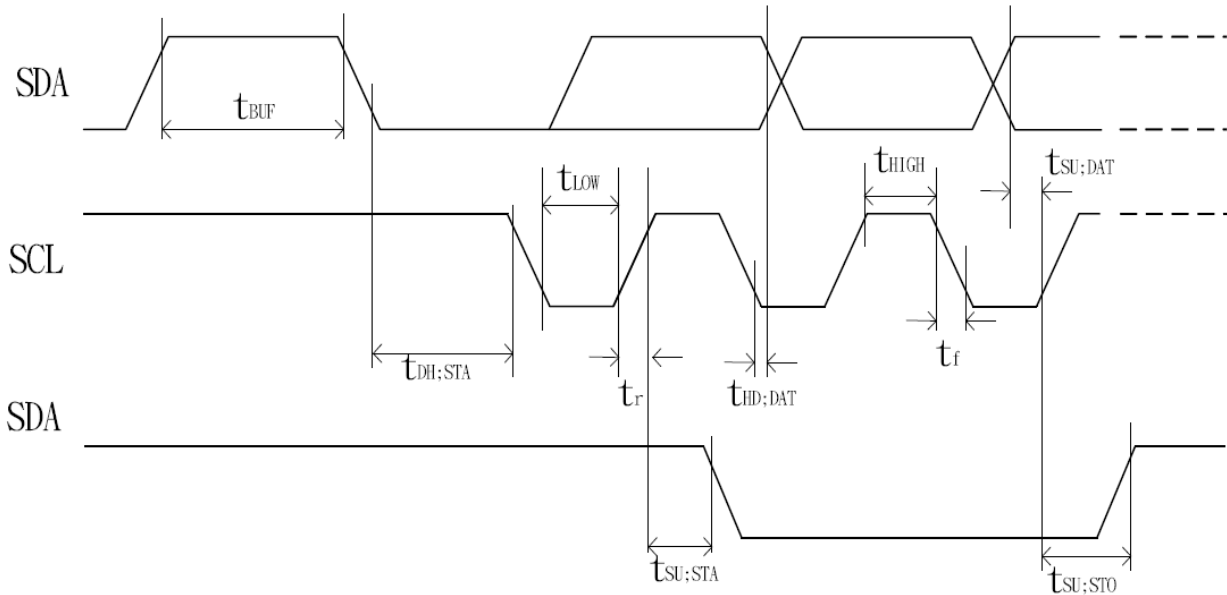 SDA
tBUF
tHIGH
tSU;DAT
tLOW
SCL
tDH;STA
tr
tHD;DAT
tf
SDA
tSU;STA
tSU;STO